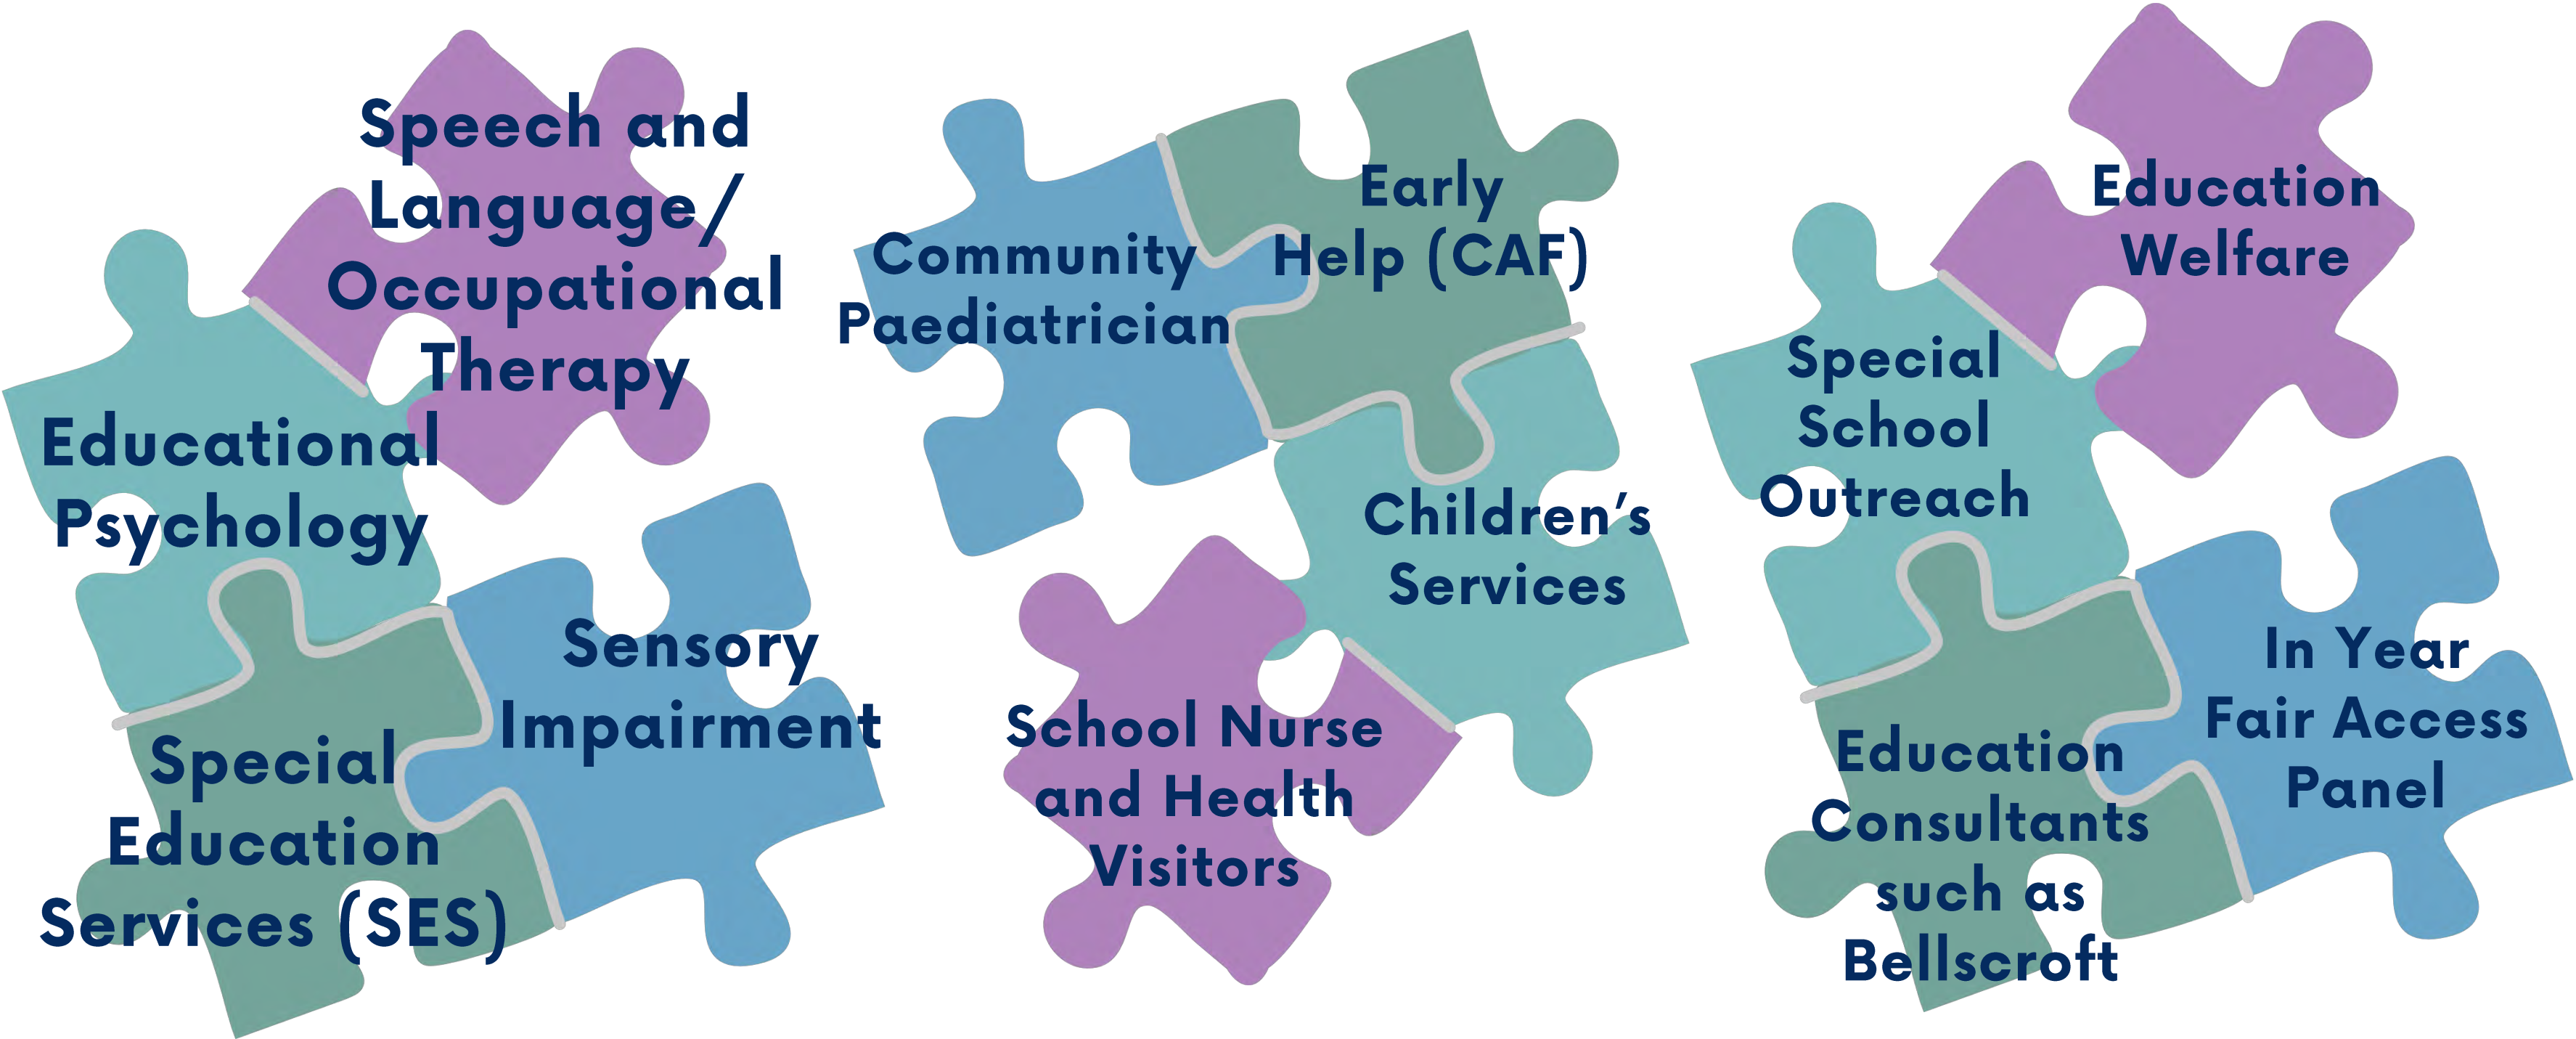 Speech and
Language/
Occupational
Therapy
Educational
Psychology
Sensory
Impairment
Special
Education
Services (SES)
Early
Help (CAF)
Community
Paediatrician
Children’s
Services
School Nurse
and Health
Visitors
Education
Welfare
Special
School
Outreach
In Year
Fair Access
Panel
Education
Consultants
such as
Bellscroft